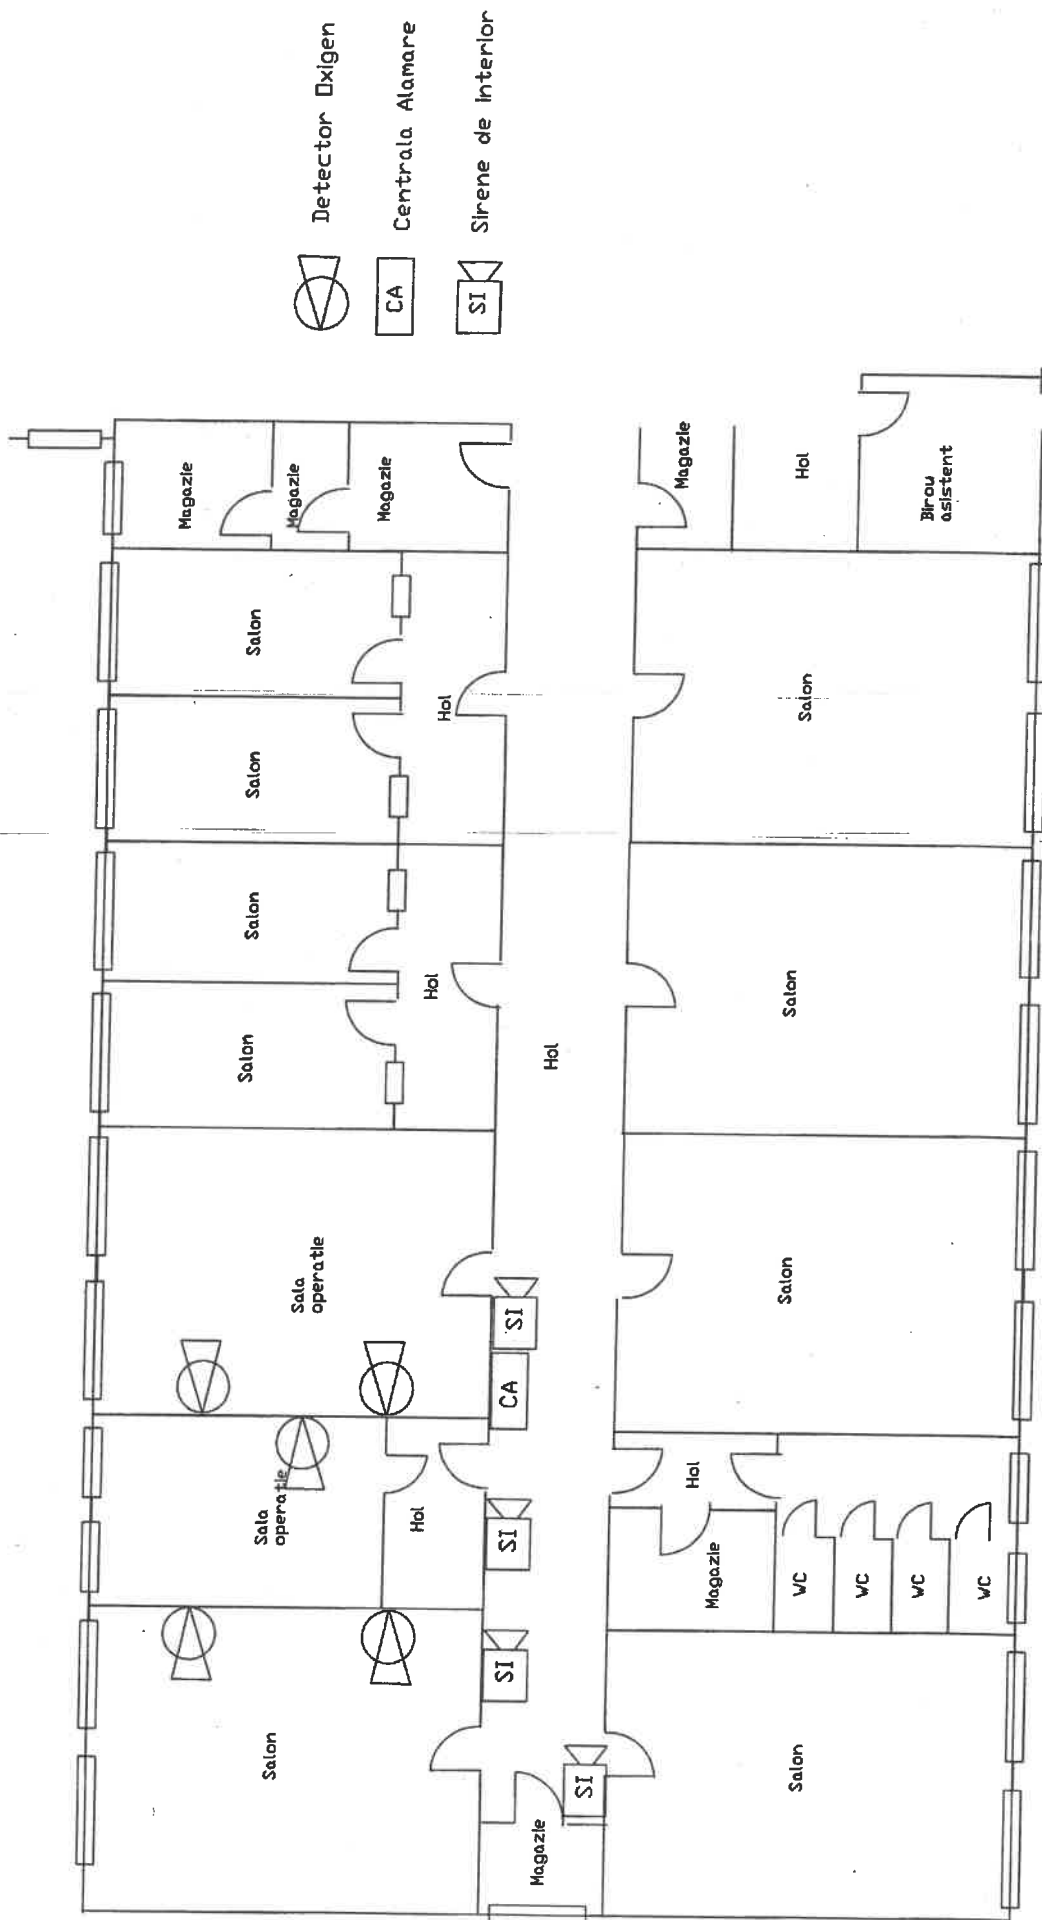 Magazie
Salon
Sala
operatie
Sala
operatie
Salon
Salon
Salon
Salon
Magazie
Detector Oxigen
Magazie
CA
Centrala Alamare
Hol
Hol
Hol
SI
Sirene de interior
SI
SI
CA
SI
Magazie
SI
Hol
Magazie
Hol
Magazie
Salon
WC
WC
WC
WC
Salon
Salon
Salon
Hol
Birou
asistent